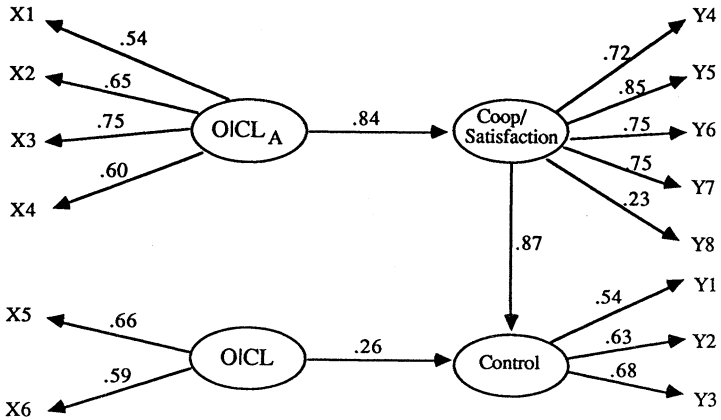 X1
.54
X2
.65
X3
.75
X4
.60
O|CL A
.84
Coop/
Satisfaction
.72
Y4
.85
Y5
.75
Y6
.75
Y7
.23
Y8
.87
X5
.66
X6
.59
O|CL
.26
Control
.54
Y1
.63
Y2
.68
Y3